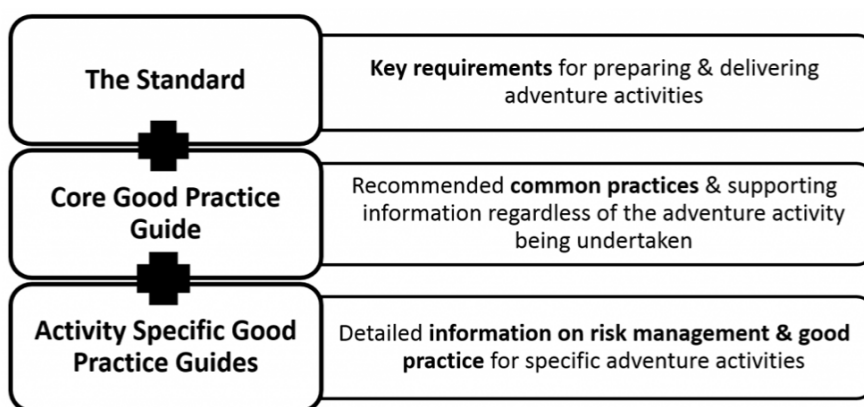 The Standard
Key requirements for preparing & delivering
adventure activities
Core Good Practice
Guide
Recommended common practices & supporting
information regardless of the adventure activity
being undertaken
Activity Specific Good
Practice Guides
Detailed information on risk management & good
practice for specific adventure activities